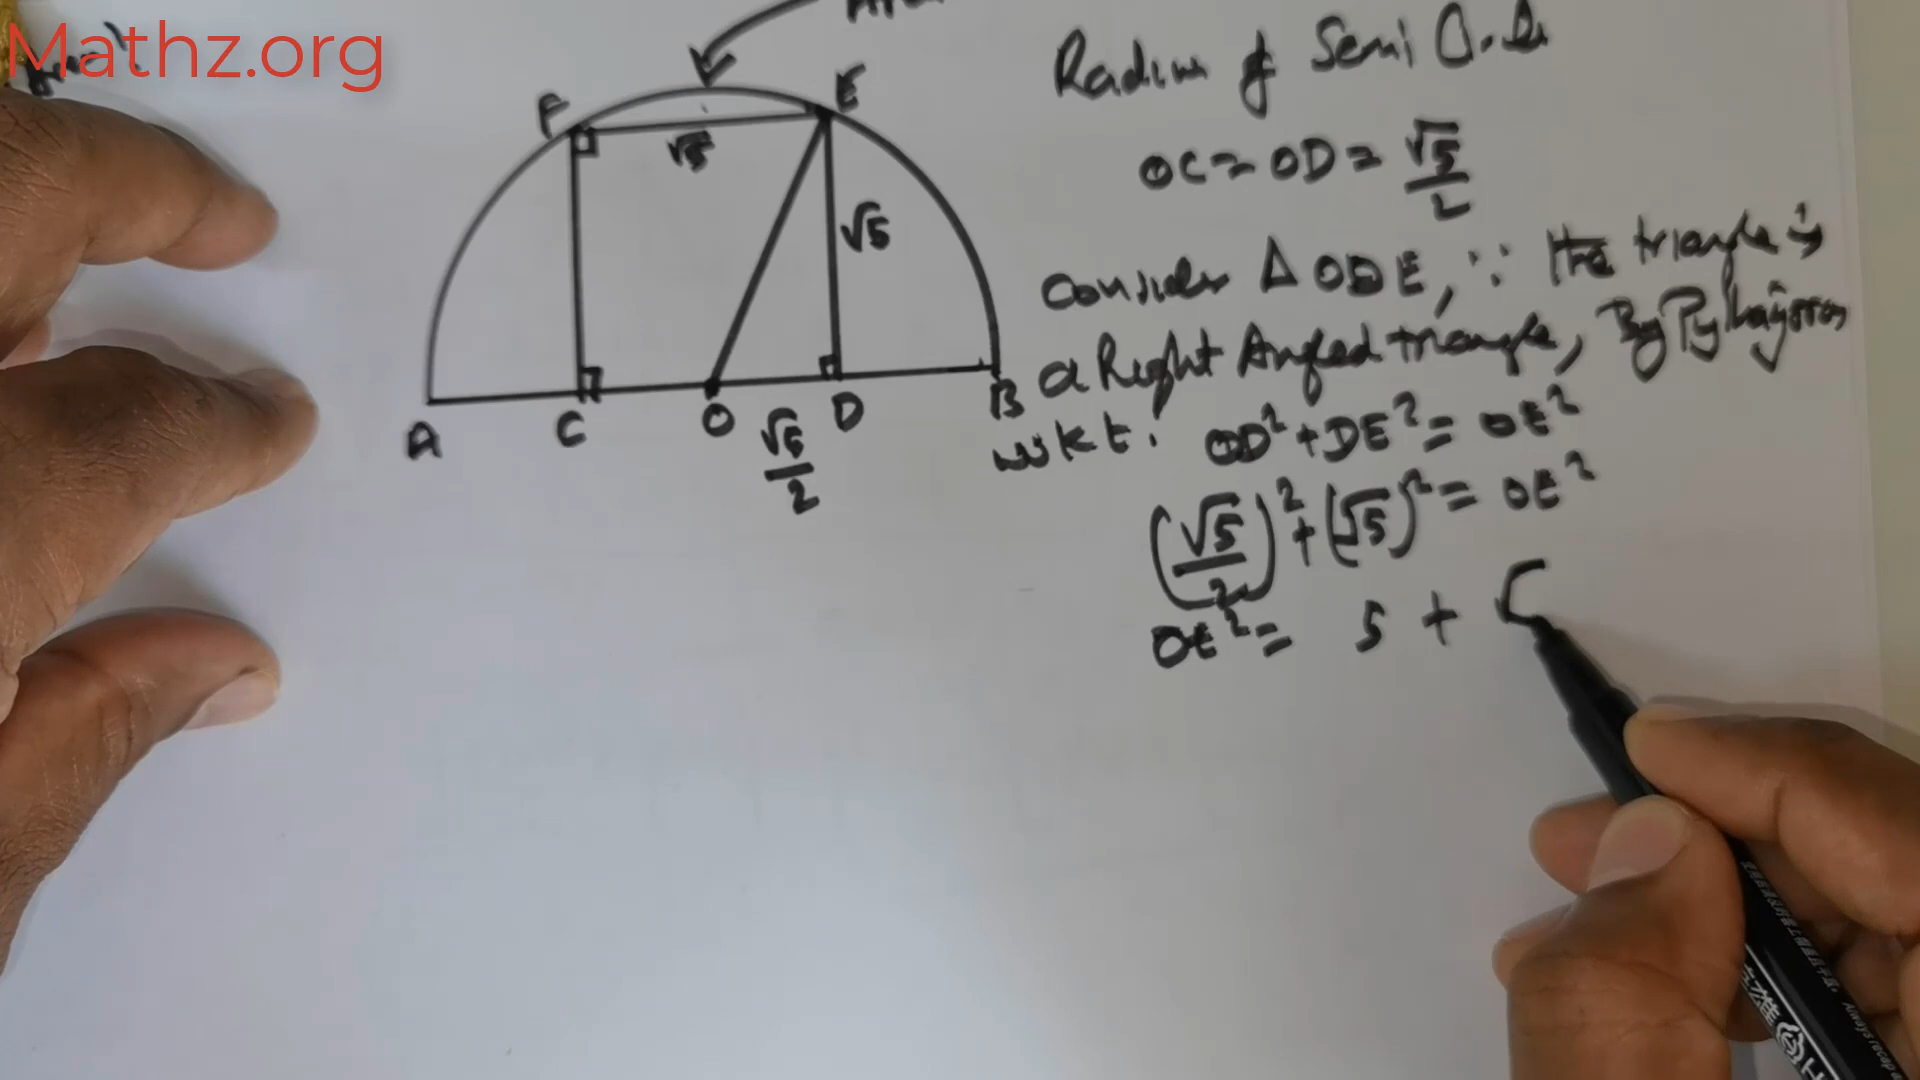 Mathz.org
F
E
√5
√5
A
C
O
D
B
√5/2
Radius of Semi
OC = OD = √5/2
Consider Δ ODE, ∵ the triangle is
a Right Angled triangle, By Pythagoras
w.k.t. OD² + DE² = OE²
(√5/2)² + (√5)² = OE²
OE² = 5 +